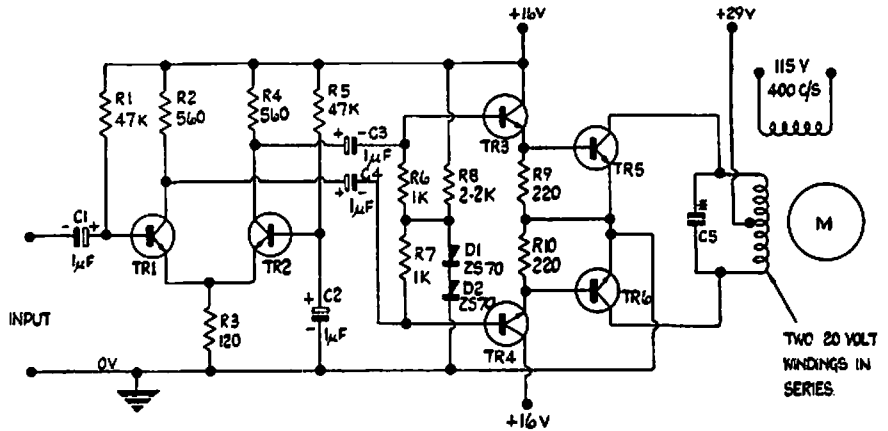 +16V
+29V
115 V
400 C/S
R1
47K
R2
560
R4
560
R5
47K
C3
1µF
C4
1µF
TR3
R6
1K
R8
2·2K
R9
220
TR5
C1
1µF
TR1
TR2
R7
1K
D1
ZS70
D2
ZS70
R10
220
C5
M
C2
1µF
TR6
INPUT
R3
120
TR4
0V
+16V
TWO 20 VOLT
WINDINGS IN
SERIES.